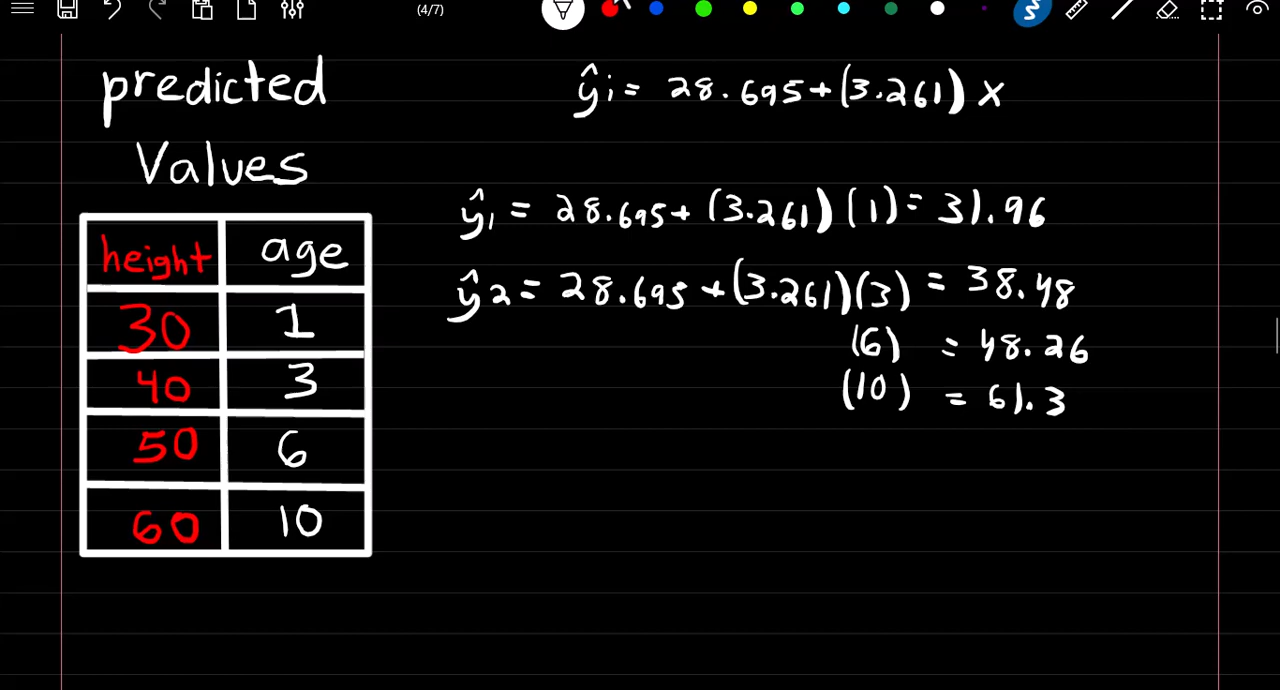 (4/7)
predicted
Values
ŷi = 28.695+(3.261) x
ŷ1 = 28.695+(3.261)(1)= 31.96
ŷ2 = 28.695+(3.261)(3) = 38.48
(6) = 48.26
(10) = 61.3
height age
30 1
40 3
50 6
60 10